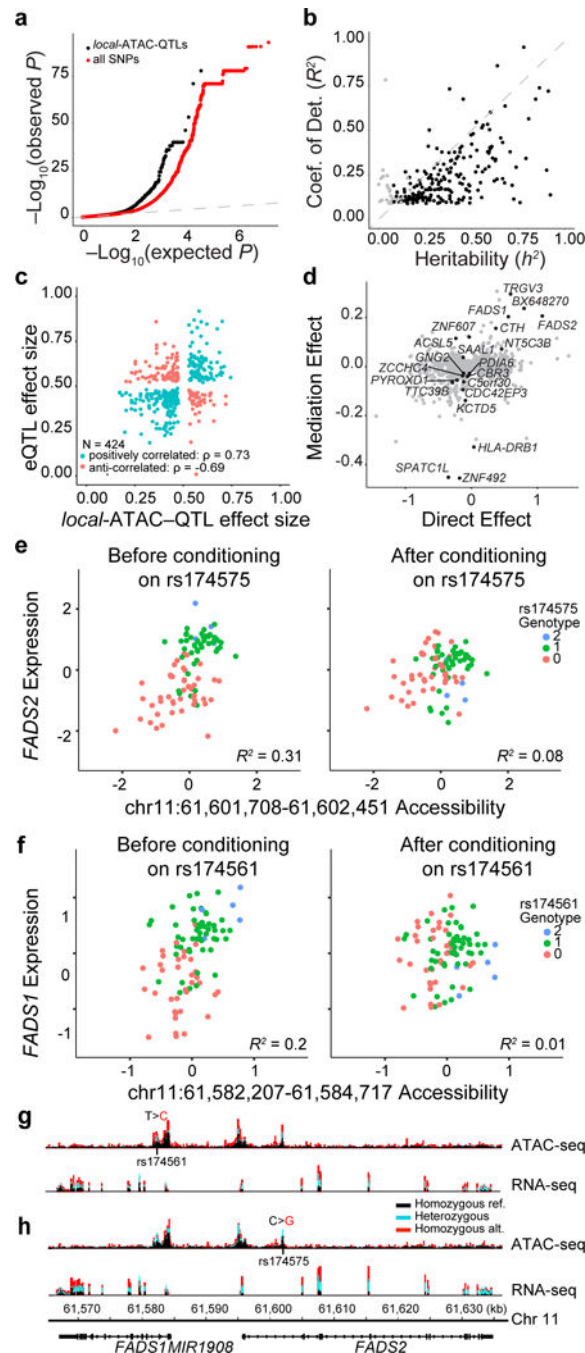 a
local-ATAC-QTLs
all SNPs
–Log10(observed P)
75
50
25
0
0 2 4 6
–Log10(expected P)
b
Coef. of Det. (R²)
1.00
0.75
0.50
0.25
0.00
0.00 0.25 0.50 0.75 1.00
Heritability (h²)
c
eQTL effect size
1.00
0.75
0.50
0.25
0.00
N = 424
positively correlated: ρ = 0.73
anti-correlated: ρ = -0.69
0.00 0.25 0.50 0.75 1.00
local-ATAC–QTL effect size
d
Mediation Effect
0.2
0.0
-0.2
-0.4
TRGV3
BX648270
FADS1
FADS2
CTH
ZNF607
NT5C3B
ACSL5
SAAL1
GNG2
PDIA6
ZCCHC4
CBR3
PYROXD1
C5orf30
TTC39B
CDC42EP3
KCTD5
HLA-DRB1
SPATC1L
ZNF492
-1 0 1
Direct Effect
e
Before conditioning
on rs174575
After conditioning
on rs174575
FADS2 Expression
2
0
-2
R² = 0.31
R² = 0.08
rs174575
Genotype
2
1
0
-2 0 2
-2 0 2
chr11:61,601,708-61,602,451 Accessibility
f
Before conditioning
on rs174561
After conditioning
on rs174561
FADS1 Expression
1
0
-1
R² = 0.2
R² = 0.01
rs174561
Genotype
2
1
0
-1 0 1
-1 0 1
chr11:61,582,207-61,584,717 Accessibility
g
T>C
ATAC-seq
rs174561
RNA-seq
h
Homozygous ref.
Heterozygous
Homozygous alt.
C>G
ATAC-seq
rs174575
RNA-seq
61,570 61,580 61,590 61,600 61,610 61,620 61,630 (kb)
Chr 11
FADS1MIR1908 FADS2